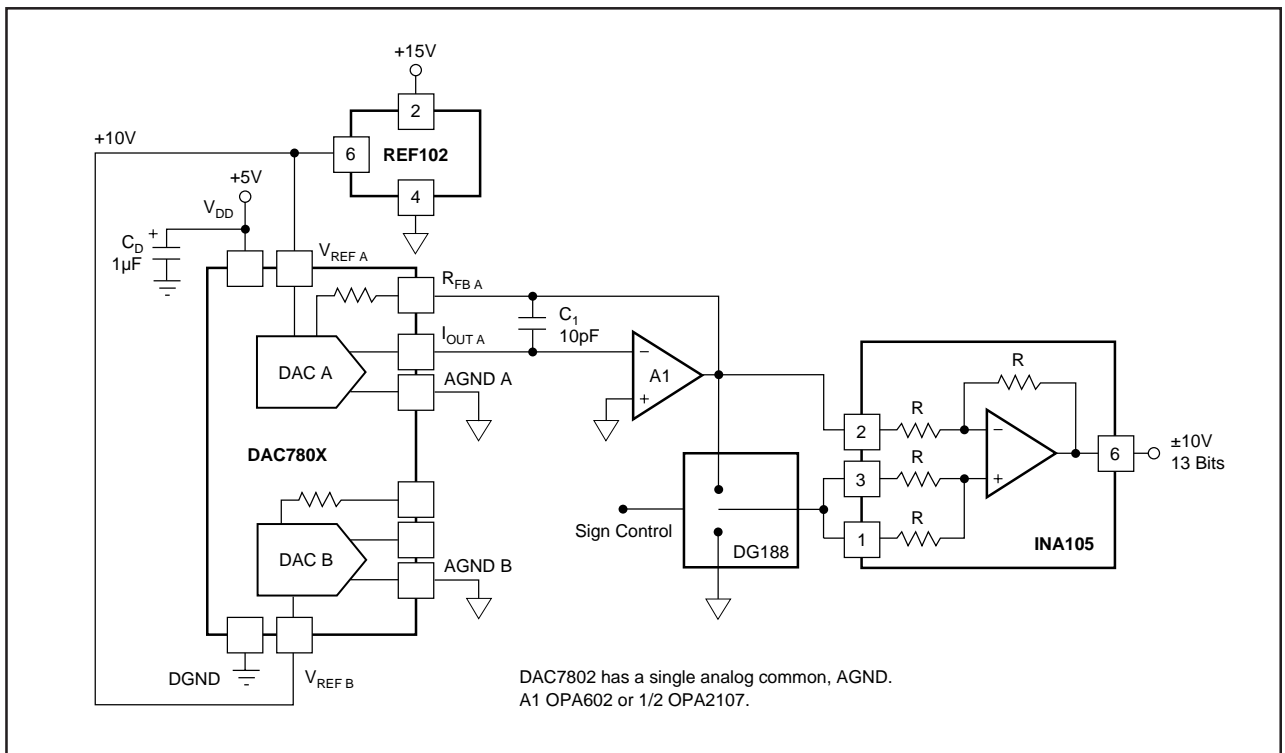 +15V
2
+10V
6
REF102
+5V
4
V_DD
C_D
+
1µF
V_REF A
R_FB A
C₁
10pF
I_OUT A
DAC A
AGND A
–
A1
+
R
2
R
–
DAC780X
3
R
6
±10V
13 Bits
+
Sign Control
R
DAC B
AGND B
DG188
1
INA105
DGND
V_REF B
DAC7802 has a single analog common, AGND.
A1 OPA602 or 1/2 OPA2107.